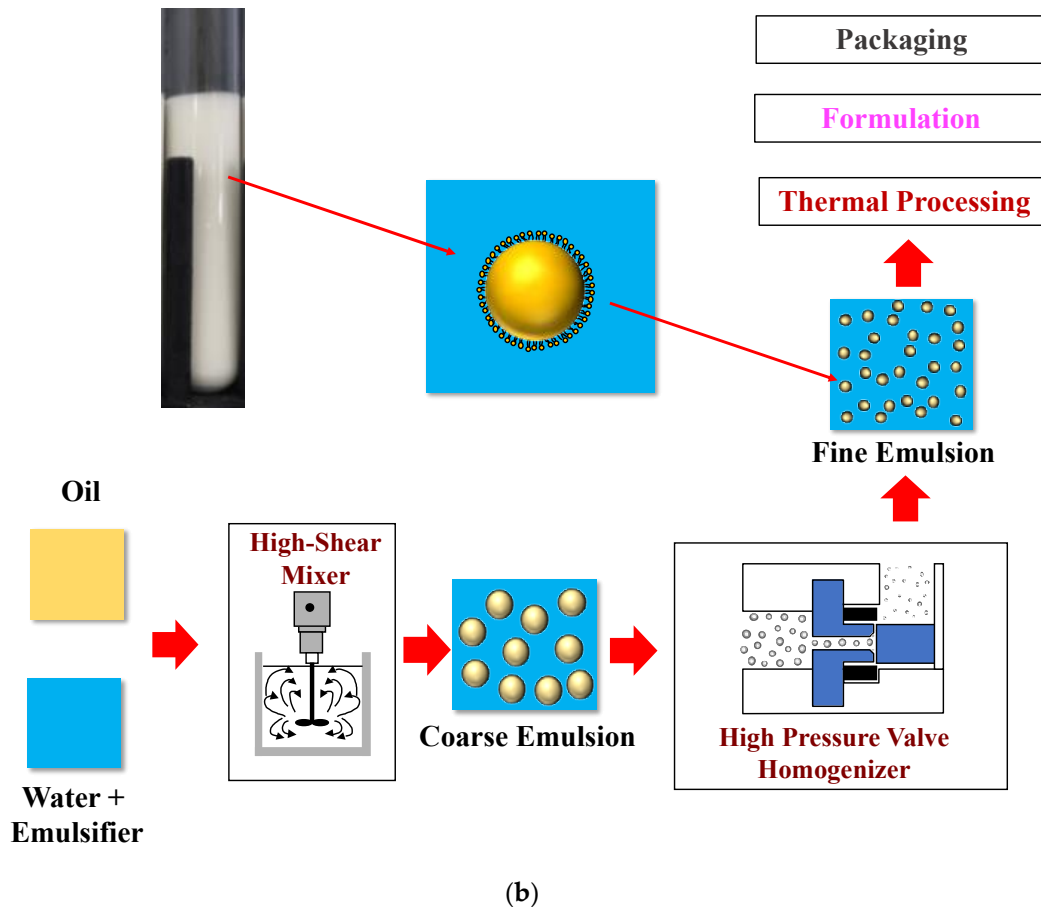 Packaging
Formulation
Thermal Processing
Fine Emulsion
Oil
High-Shear
Mixer
Coarse Emulsion
High Pressure Valve
Homogenizer
Water +
Emulsifier
(b)